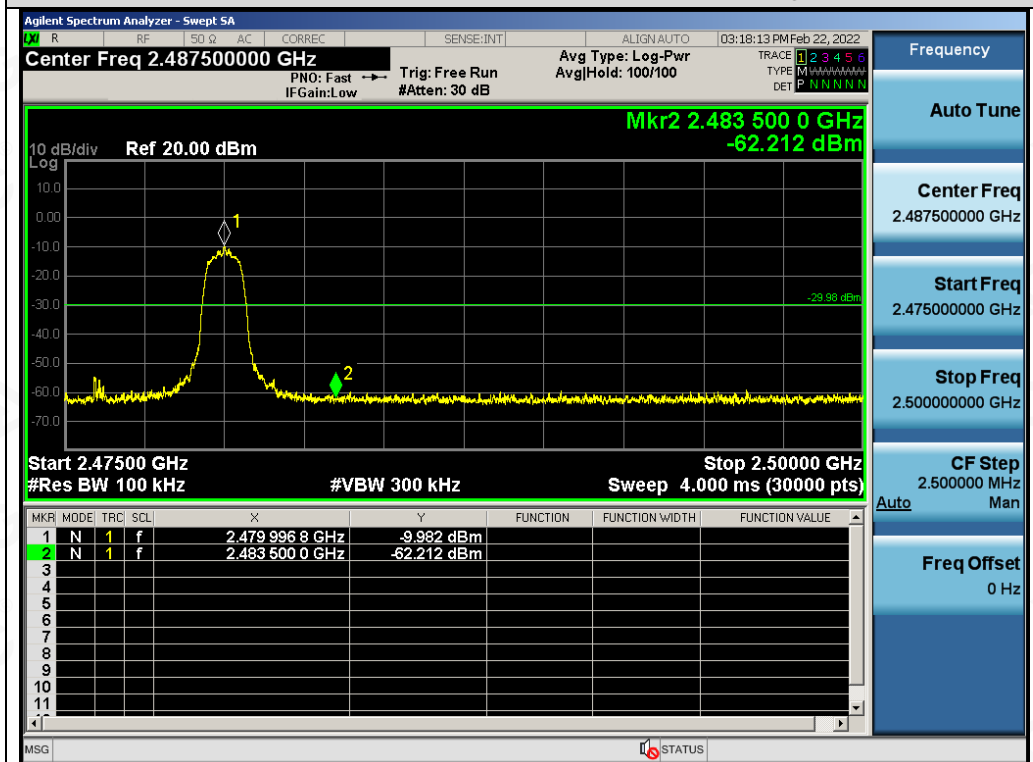 Agilent Spectrum Analyzer - Swept SA
LXI R RF 50 Ω AC CORREC SENSE:INT ALIGN AUTO 03:18:13 PM Feb 22, 2022
Center Freq 2.487500000 GHz
PNO: Fast
IFGain:Low
Trig: Free Run
#Atten: 30 dB
Avg Type: Log-Pwr
Avg|Hold: 100/100
TRACE 1 2 3 4 5 6
TYPE M
DET P N N N N N
Mkr2 2.483 500 0 GHz
-62.212 dBm
10 dB/div Ref 20.00 dBm
Log
10.0
0.00
-10.0
-20.0
-30.0
-40.0
-50.0
-60.0
-70.0
1
2
-29.98 dBm
Start 2.47500 GHz Stop 2.50000 GHz
#Res BW 100 kHz #VBW 300 kHz Sweep 4.000 ms (30000 pts)
MKR MODE TRC SCL X Y FUNCTION FUNCTION WIDTH FUNCTION VALUE
1 N 1 f 2.479 996 8 GHz -9.982 dBm
2 N 1 f 2.483 500 0 GHz -62.212 dBm
3
4
5
6
7
8
9
10
11
MSG STATUS
Frequency
Auto Tune
Center Freq
2.487500000 GHz
Start Freq
2.475000000 GHz
Stop Freq
2.500000000 GHz
CF Step
2.500000 MHz
Auto Man
Freq Offset
0 Hz